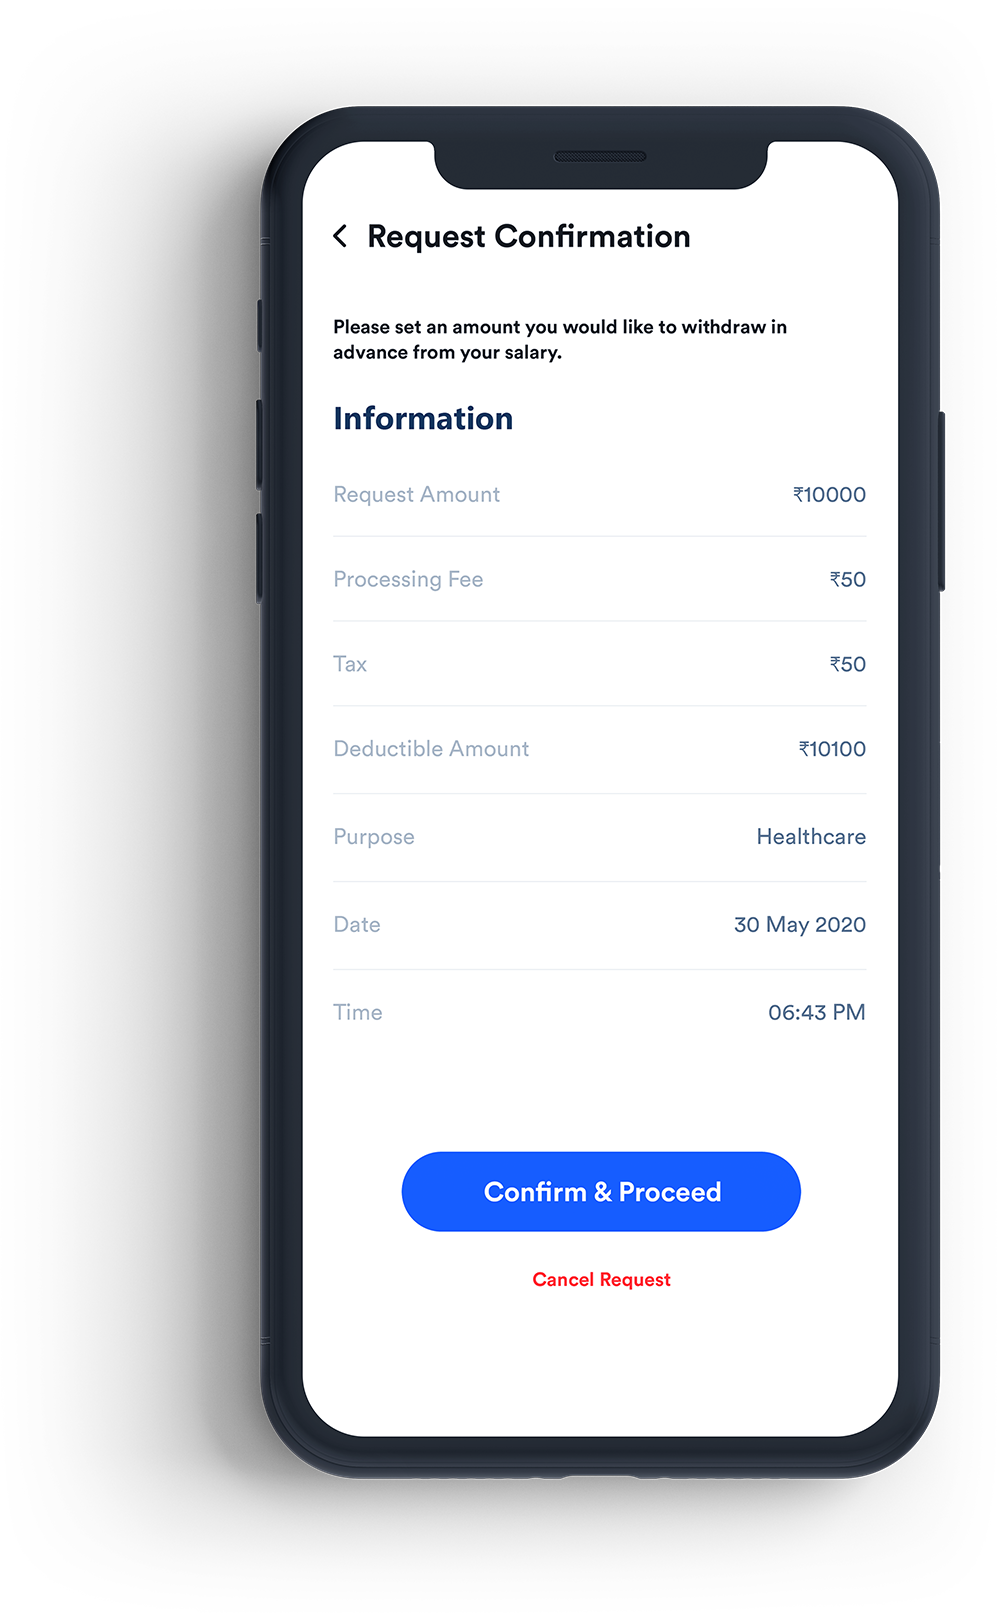 Request Confirmation
Please set an amount you would like to withdraw in
advance from your salary.
Information
Request Amount ₹10000
Processing Fee ₹50
Tax ₹50
Deductible Amount ₹10100
Purpose Healthcare
Date 30 May 2020
Time 06:43 PM
Confirm & Proceed
Cancel Request